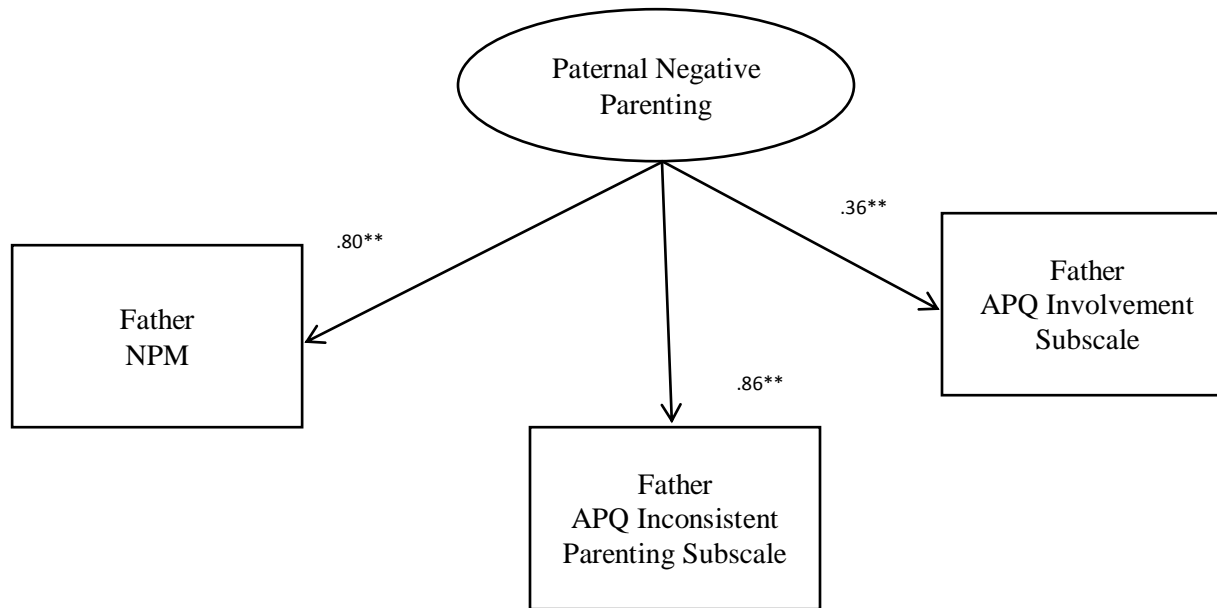 Paternal Negative
Parenting
.36**
.80**
Father
APQ Involvement
Subscale
Father
NPM
.86**
Father
APQ Inconsistent
Parenting Subscale